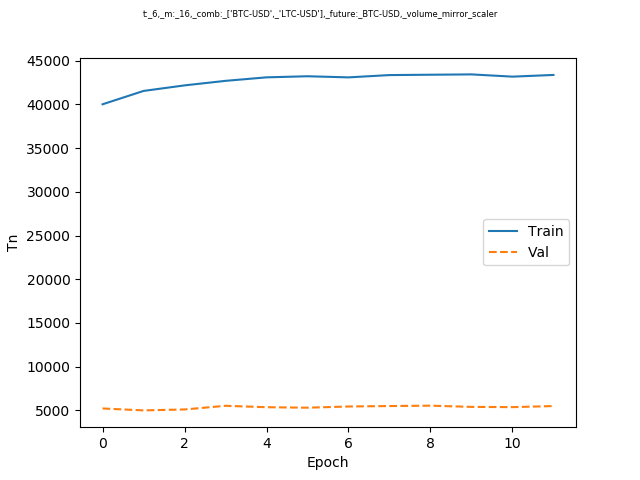 t:_6,_m:_16,_comb:_['BTC-USD',_'LTC-USD'],_future:_BTC-USD,_volume_mirror_scaler
45000
40000
35000
30000
25000
20000
15000
10000
5000
Tn
Train
Val
0 2 4 6 8 10
Epoch